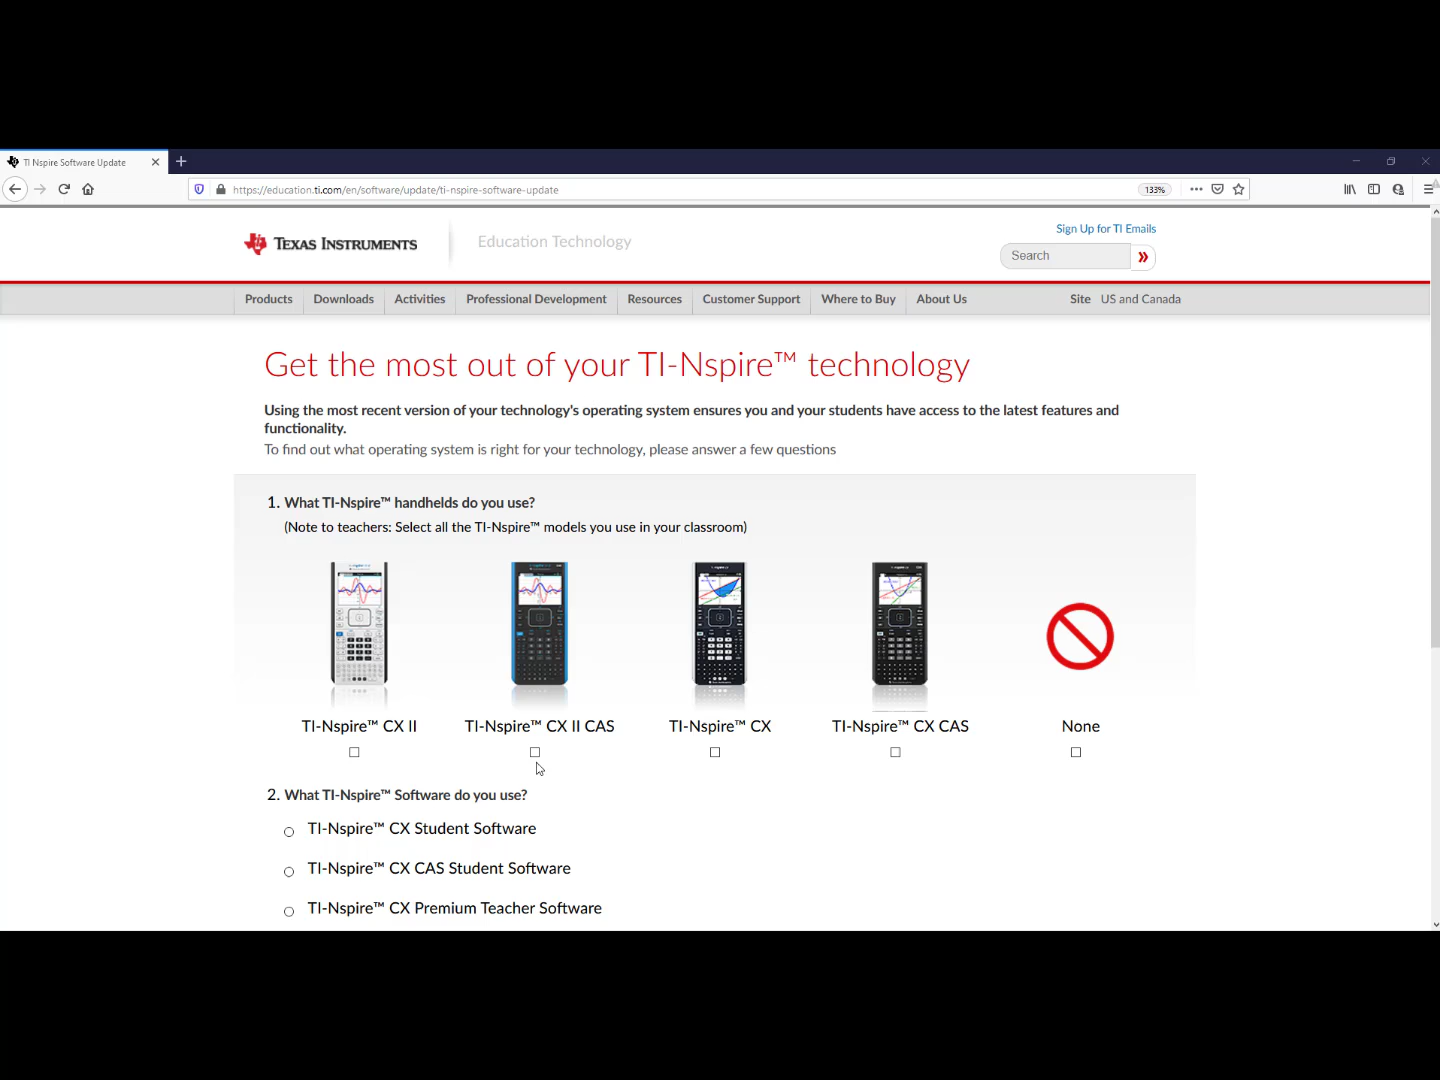 TI Nspire Software Update
https://education.ti.com/en/software/update/ti-nspire-software-update
133%
TEXAS INSTRUMENTS
Education Technology
Sign Up for TI Emails
Search
Products Downloads Activities Professional Development Resources Customer Support Where to Buy About Us Site US and Canada
Get the most out of your TI-Nspire™ technology
Using the most recent version of your technology's operating system ensures you and your students have access to the latest features and
functionality.
To find out what operating system is right for your technology, please answer a few questions
1. What TI-Nspire™ handhelds do you use?
(Note to teachers: Select all the TI-Nspire™ models you use in your classroom)
TI-Nspire™ CX II TI-Nspire™ CX II CAS TI-Nspire™ CX TI-Nspire™ CX CAS None
2. What TI-Nspire™ Software do you use?
TI-Nspire™ CX Student Software
TI-Nspire™ CX CAS Student Software
TI-Nspire™ CX Premium Teacher Software